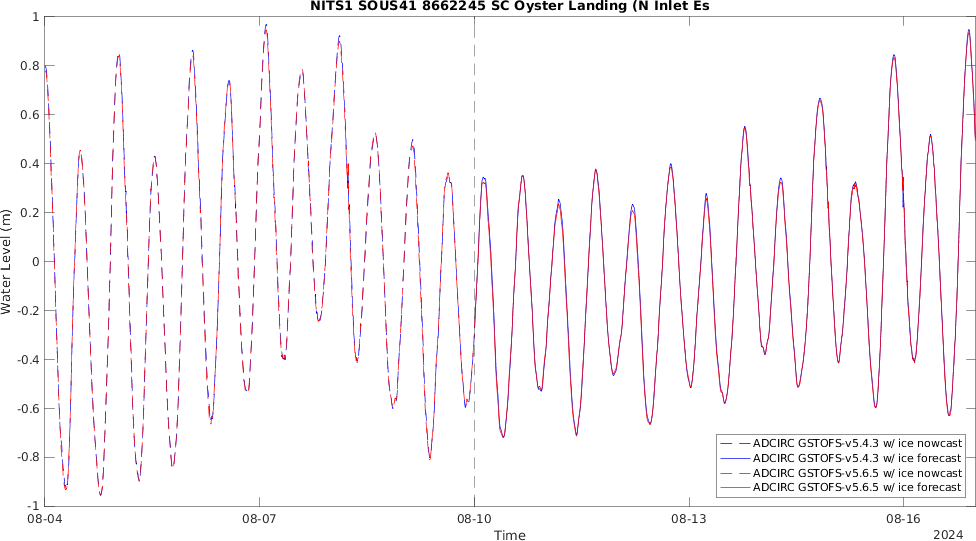 NITS1 SOUS41 8662245 SC Oyster Landing (N Inlet Es
1
0.8
0.6
0.4
0.2
0
-0.2
-0.4
-0.6
-0.8
-1
Water Level (m)
ADCIRC GSTOFS-v5.4.3 w/ ice nowcast
ADCIRC GSTOFS-v5.4.3 w/ ice forecast
ADCIRC GSTOFS-v5.6.5 w/ ice nowcast
ADCIRC GSTOFS-v5.6.5 w/ ice forecast
08-04 08-07 08-10 08-13 08-16
Time
2024